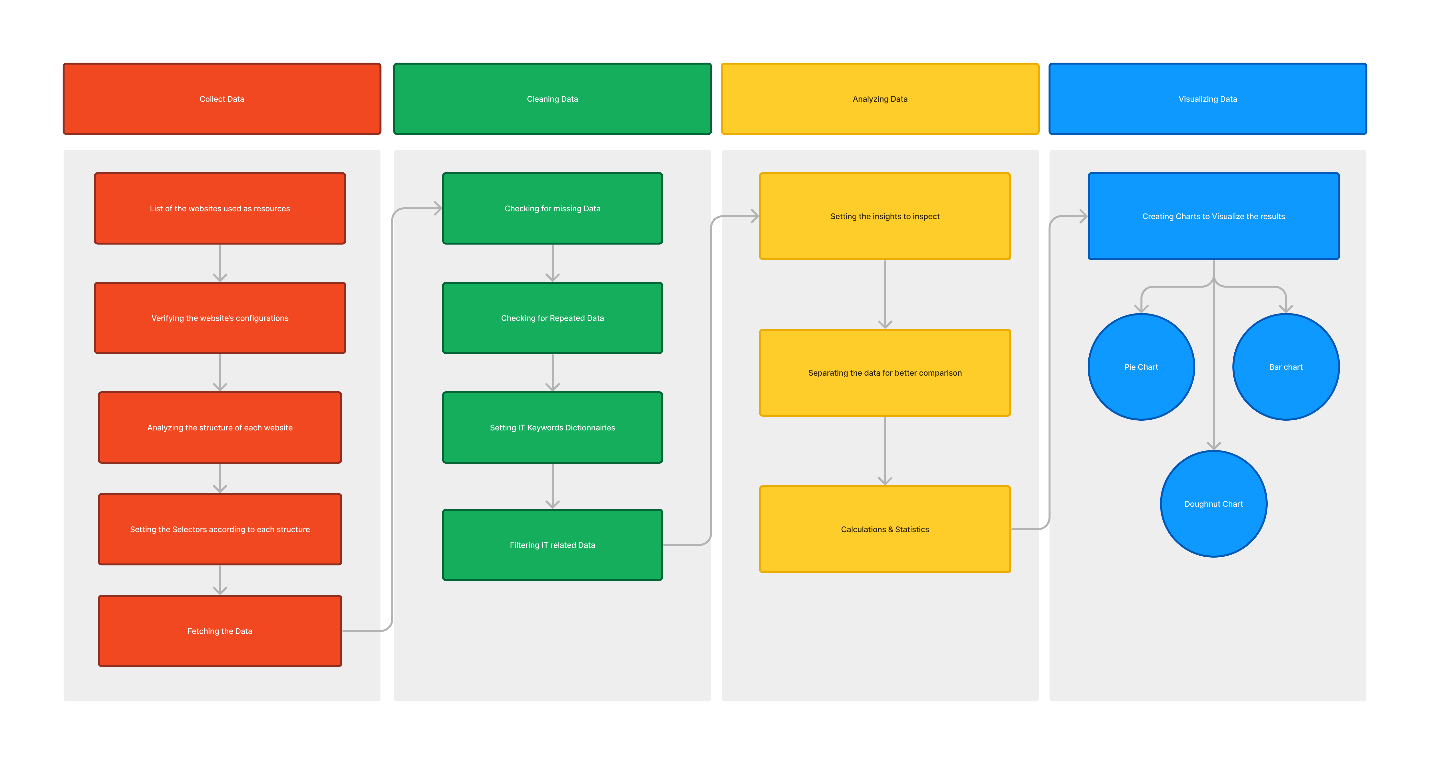 Collect Data
Cleaning Data
Analyzing Data
Visualizing Data
List of the websites used as resources
Verifying the website's configurations
Analyzing the structure of each website
Setting the Selectors according to each structure
Fetching the Data
Checking for missing Data
Checking for Repeated Data
Setting IT Keywords Dictionnairies
Filtering IT related Data
Setting the insights to inspect
Separating the data for better comparison
Calculations & Statistics
Creating Charts to Visualize the results
Pie Chart
Bar chart
Doughnut Chart